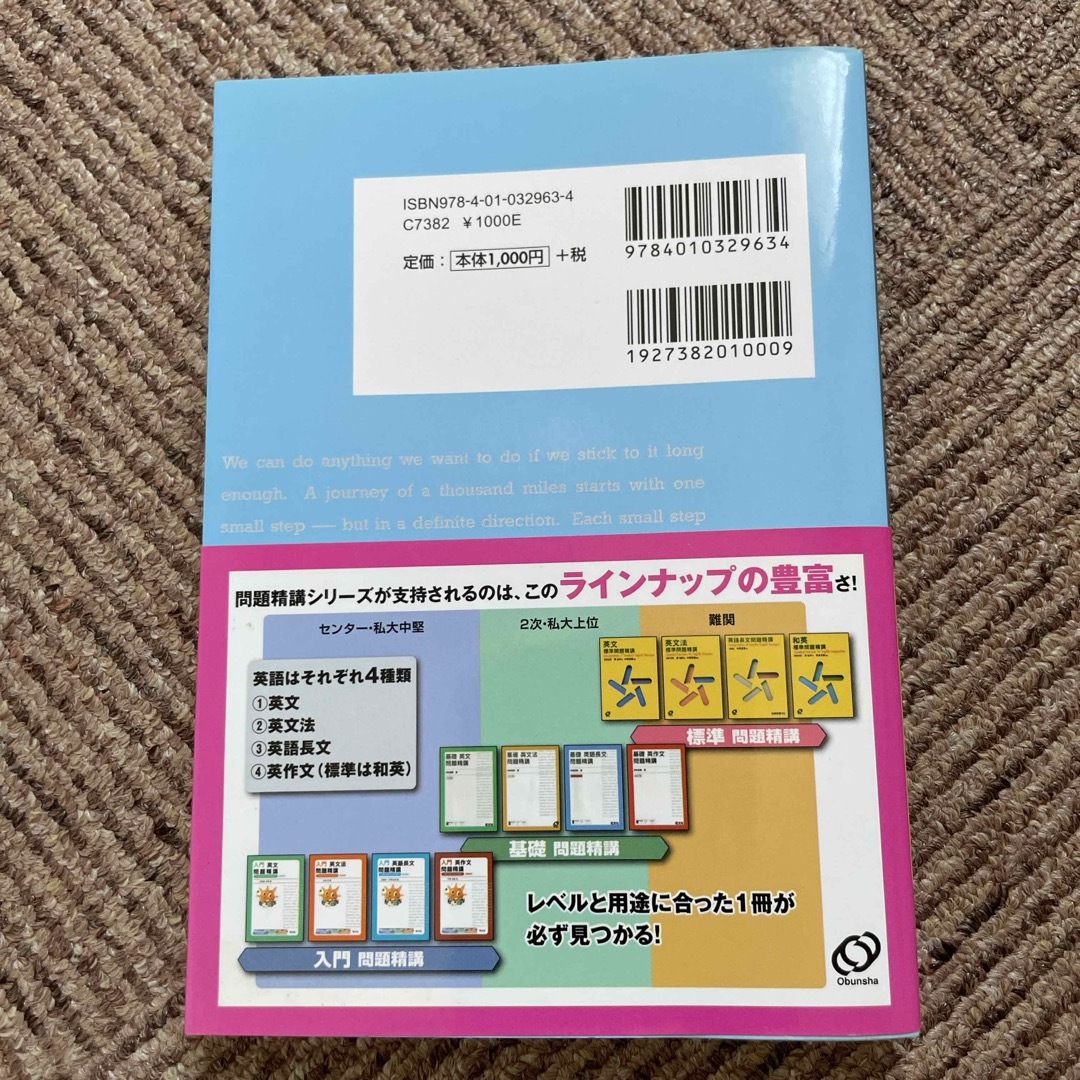 ISBN978-4-01-032963-4
C7382 ￥1000E
定価：本体1,000円＋税
9784010329634
1927382010009
We can do anything we want to do if we stick to it long
enough. A journey of a thousand miles starts with one
small step — but in a definite direction. Each small step
問題精講シリーズが支持されるのは、このラインナップの豊富さ!
センター・私大中堅
2次・私大上位
難関
英語はそれぞれ4種類
①英文
②英文法
③英語長文
④英作文（標準は和英）
英文
標準問題精講
英文法
標準問題精講
英語長文問題精講
和英
標準問題精講
標準 問題精講
基礎 英文
問題精講
基礎 英文法
問題精講
基礎 英語長文
問題精講
基礎 英作文
問題精講
基礎 問題精講
入門 英文
問題精講
入門 英文法
問題精講
入門 英語長文
問題精講
入門 英作文
問題精講
入門 問題精講
レベルと用途に合った1冊が
必ず見つかる!
Obunsha